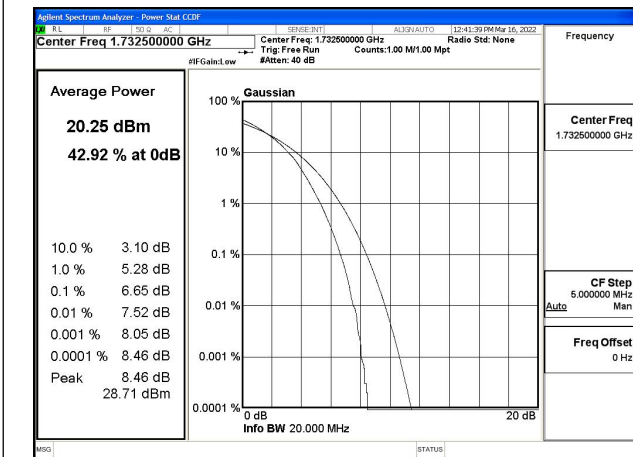 Agilent Spectrum Analyzer - Power Stat CCDF
RL RF 50 Ω AC SENSE:INT ALIGN AUTO 12:41:39 PM Mar 16, 2022
Center Freq 1.732500000 GHz
Center Freq: 1.732500000 GHz Radio Std: None
Trig: Free Run Counts:1.00 M/1.00 Mpt
#IFGain:Low #Atten: 40 dB
Frequency
Average Power
20.25 dBm
42.92 % at 0dB
10.0 % 3.10 dB
1.0 % 5.28 dB
0.1 % 6.65 dB
0.01 % 7.52 dB
0.001 % 8.05 dB
0.0001 % 8.46 dB
Peak 8.46 dB
28.71 dBm
Gaussian
100 %
10 %
1 %
0.1 %
0.01 %
0.001 %
0.0001 %
0 dB 20 dB
Info BW 20.000 MHz
Center Freq
1.732500000 GHz
CF Step
5.000000 MHz
Auto Man
Freq Offset
0 Hz
MSG STATUS